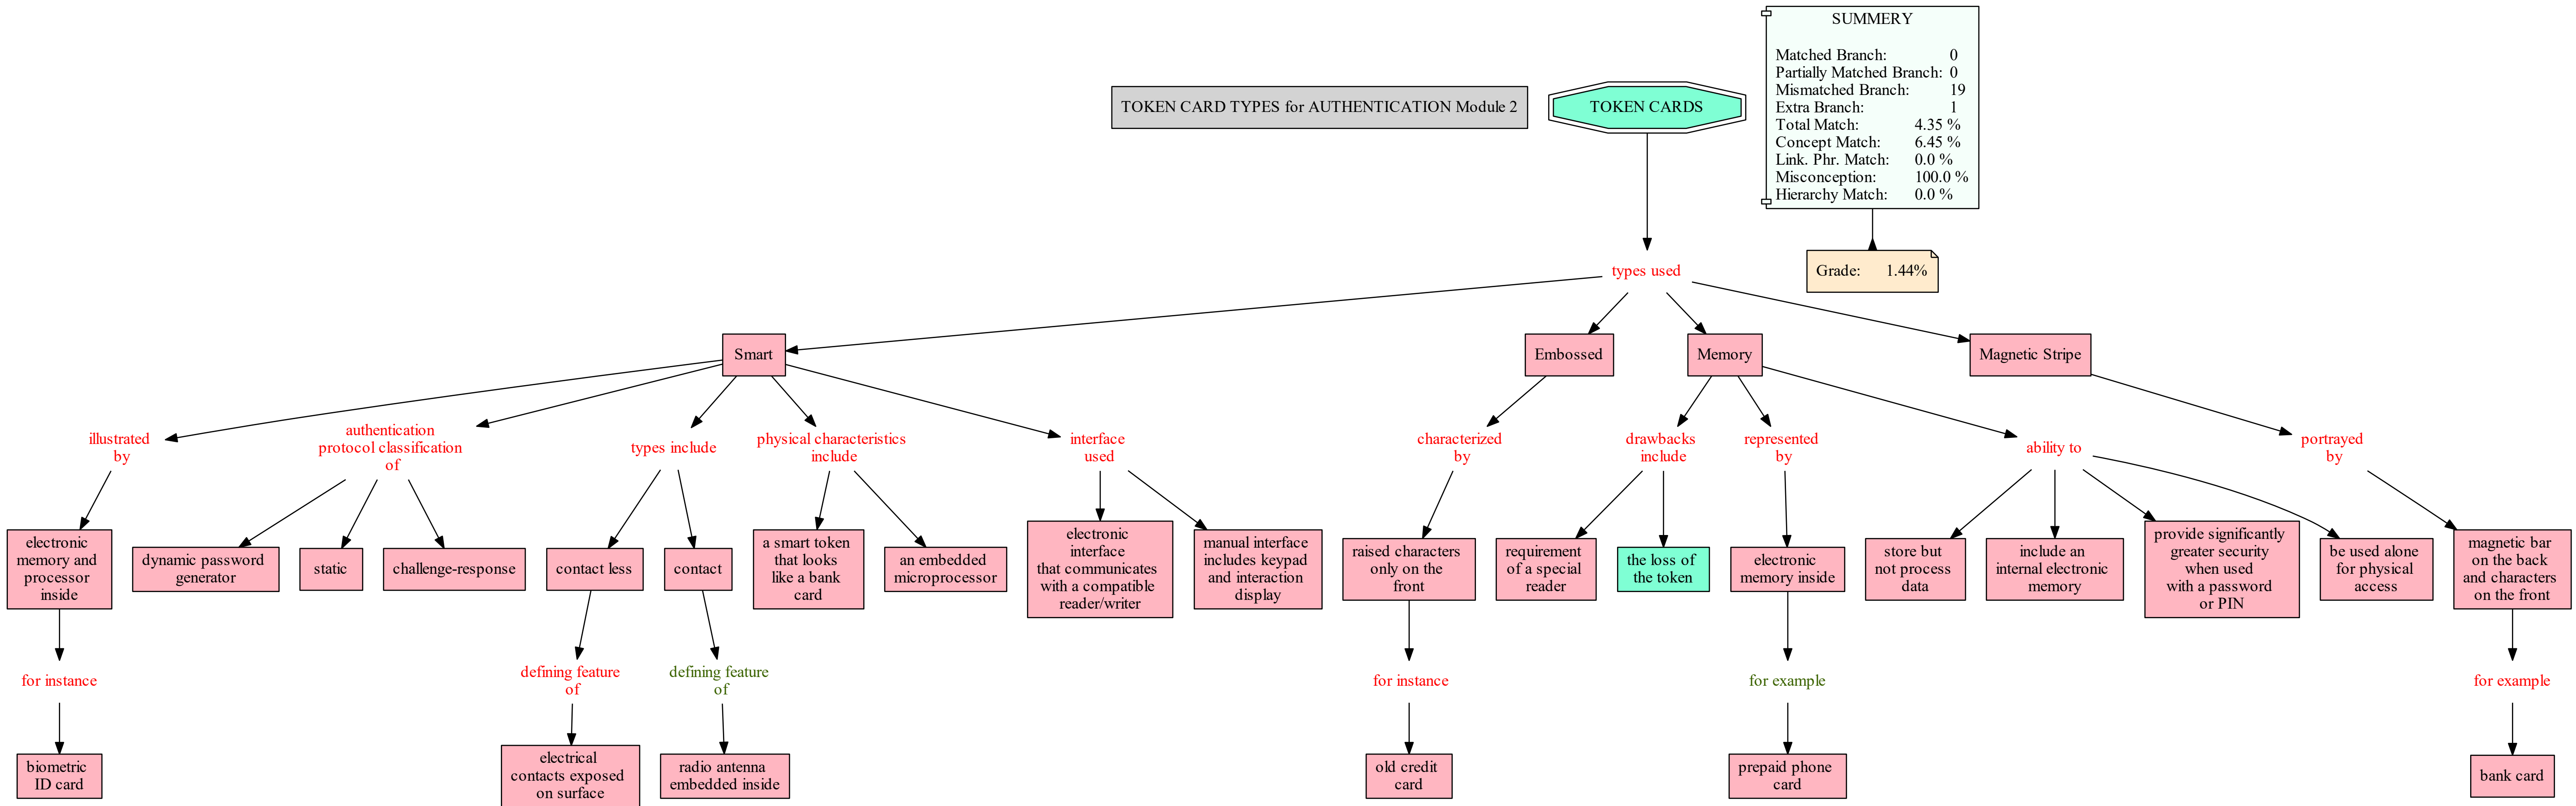 SUMMERY
Matched Branch: 0
Partially Matched Branch: 0
Mismatched Branch: 19
Extra Branch: 1
Total Match: 4.35 %
Concept Match: 6.45 %
Link. Phr. Match: 0.0 %
Misconception: 100.0 %
Hierarchy Match: 0.0 %
TOKEN CARD TYPES for AUTHENTICATION Module 2
TOKEN CARDS
types used
Grade: 1.44%
Smart
Embossed
Memory
Magnetic Stripe
illustrated
by
authentication
protocol classification
of
types include
physical characteristics
include
interface
used
characterized
by
drawbacks
include
represented
by
ability to
portrayed
by
electronic
memory and
processor
inside
dynamic password
generator
static
challenge-response
contact less
contact
a smart token
that looks
like a bank
card
an embedded
microprocessor
electronic
interface
that communicates
with a compatible
reader/writer
manual interface
includes keypad
and interaction
display
raised characters
only on the
front
requirement
of a special
reader
the loss of
the token
electronic
memory inside
store but
not process
data
include an
internal electronic
memory
provide significantly
greater security
when used
with a password
or PIN
be used alone
for physical
access
magnetic bar
on the back
and characters
on the front
for instance
defining feature
of
defining feature
of
for instance
for example
for example
biometric
ID card
electrical
contacts exposed
on surface
radio antenna
embedded inside
old credit
card
prepaid phone
card
bank card